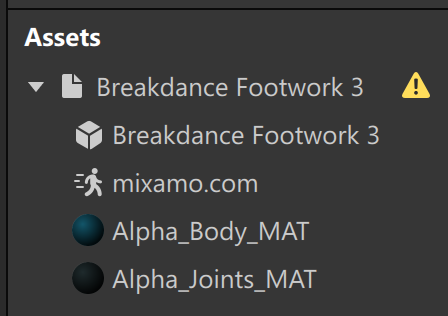 Assets
Breakdance Footwork 3
Breakdance Footwork 3
mixamo.com
Alpha_Body_MAT
Alpha_Joints_MAT